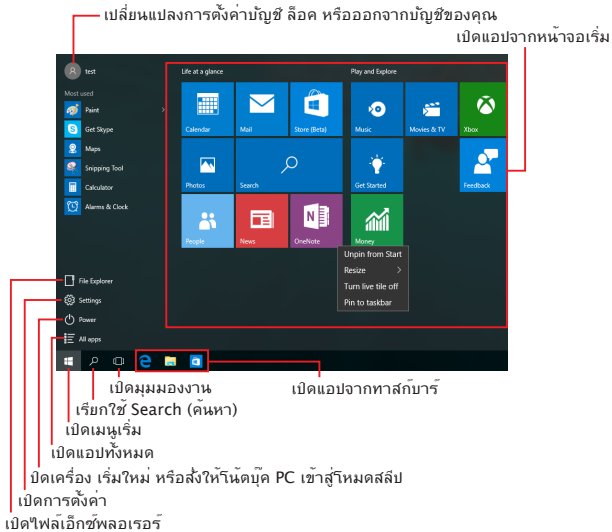 เปลี่ยนแปลงการตั้งค่าบัญชี ล็อค หรือออกจากบัญชีของคุณ
เปิดแอปจากหน้าจอเริ่ม
test
Life at a glance
Play and Explore
Most used
Paint
Get Skype
Maps
Snipping Tool
Calculator
Alarms & Clock
Calendar
Mail
Store (Beta)
Music
Movies & TV
Xbox
Photos
Search
Get Started
Feedback
People
News
OneNote
Money
Unpin from Start
Resize
Turn live tile off
Pin to taskbar
File Explorer
Settings
Power
All apps
เปิดมุมมองงาน
เปิดแอปจากทาสก์บาร์
เรียกใช้ Search (ค้นหา)
เปิดเมนูเริ่ม
เปิดแอปทั้งหมด
ปิดเครื่อง เริ่มใหม่ หรือสั่งให้โน้ตบุ๊ค PC เข้าสู่โหมดสลีป
เปิดการตั้งค่า
เปิดไฟล์เอ็กซ์พลอเรอร์